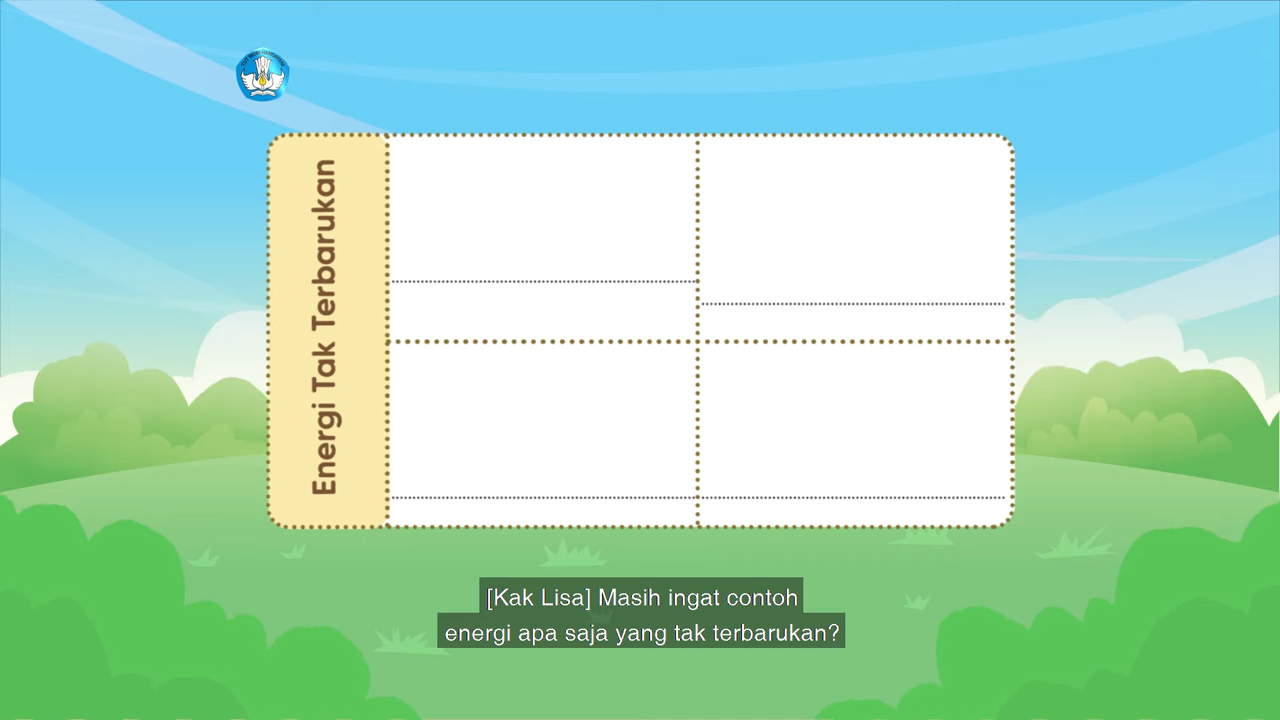 Energi Tak Terbarukan
[Kak Lisa] Masih ingat contoh
energi apa saja yang tak terbarukan?